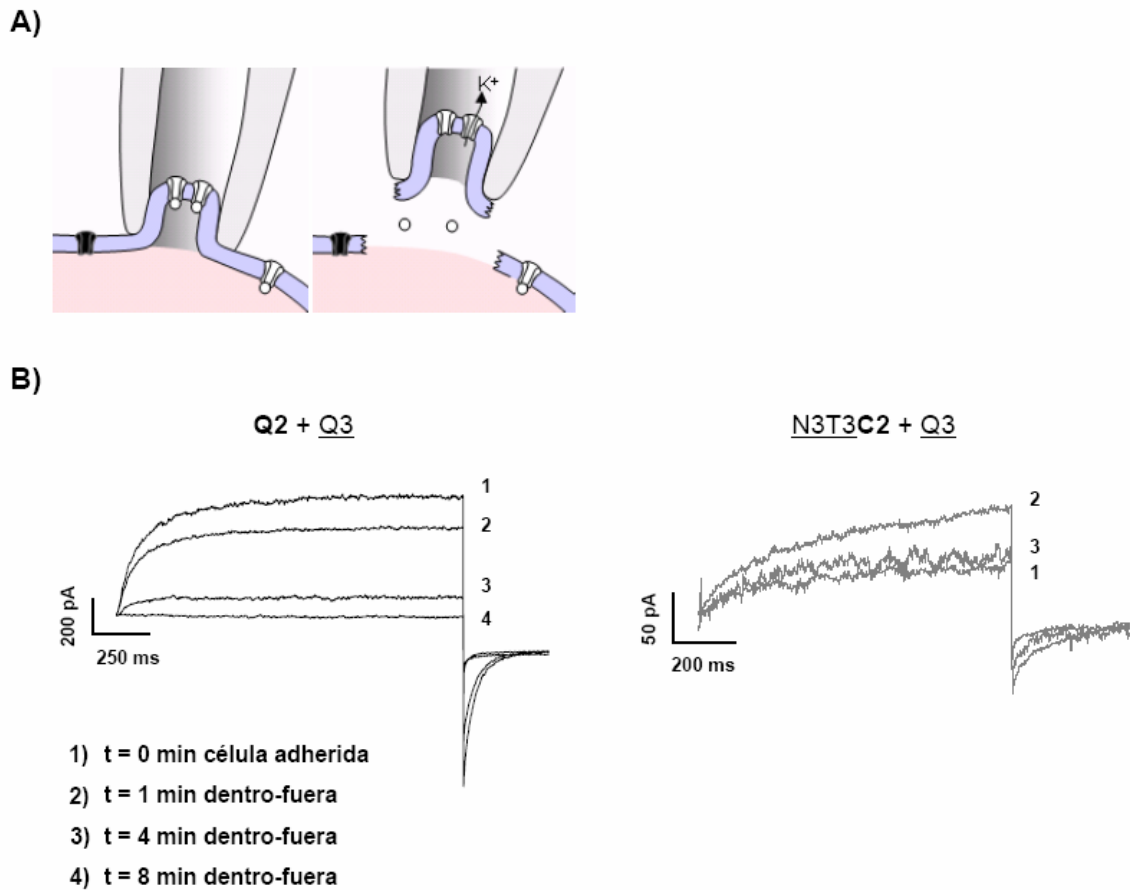 A)
K+
B)
Q2 + Q3
N3T3C2 + Q3
1
2
3
4
200 pA
250 ms
2
3
1
50 pA
200 ms
1) t = 0 min célula adherida
2) t = 1 min dentro-fuera
3) t = 4 min dentro-fuera
4) t = 8 min dentro-fuera